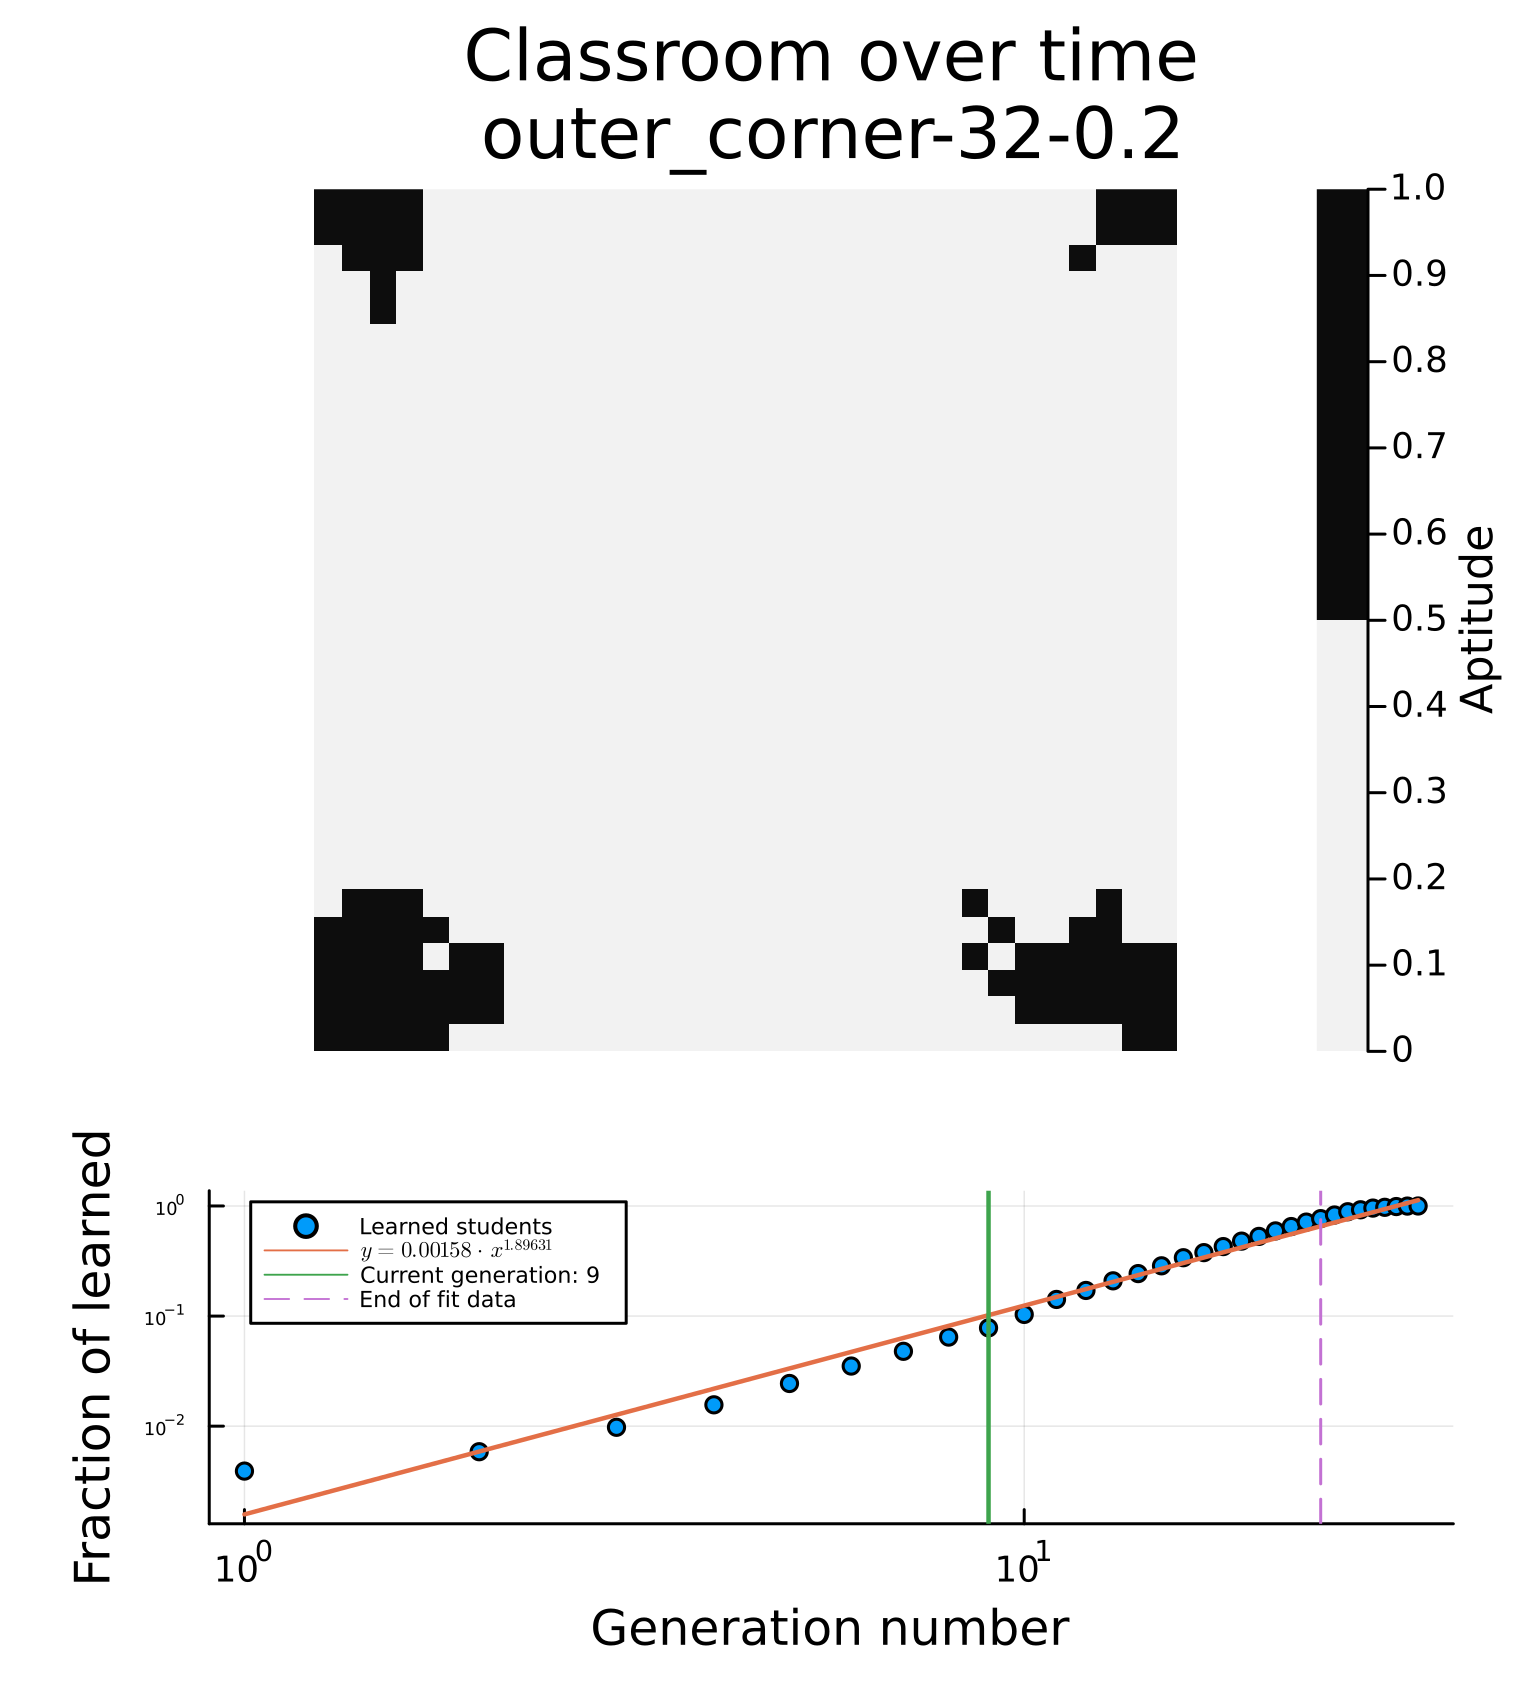 Classroom over time
outer_corner-32-0.2
1.0
0.9
0.8
0.7
0.6
0.5
0.4
0.3
0.2
0.1
0
Aptitude
Fraction of learned
10^0
10^-1
10^-2
Learned students
y = 0.00158 · x^1.89631
Current generation: 9
End of fit data
10^0
10^1
Generation number